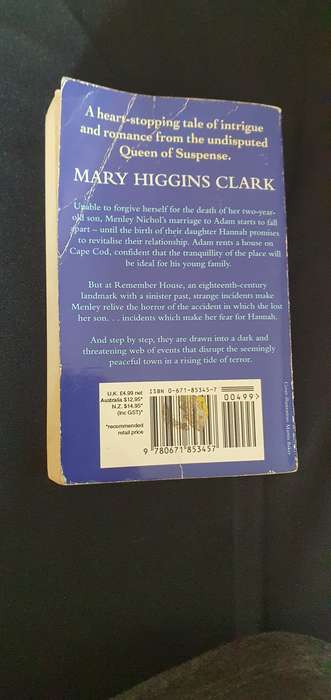 A heart-stopping tale of intrigue
and romance from the undisputed
Queen of Suspense.
MARY HIGGINS CLARK
Unable to forgive herself for the death of her two-year-
old son, Menley Nichol's marriage to Adam starts to fall
apart – until the birth of their daughter Hannah promises
to revitalise their relationship. Adam rents a house on
Cape Cod, confident that the tranquillity of the place will
be ideal for his young family.
But at Remember House, an eighteenth-century
landmark with a sinister past, strange incidents make
Menley relive the horror of the accident in which she lost
her son. . . incidents which make her fear for Hannah.
And step by step, they are drawn into a dark and
threatening web of events that disrupt the seemingly
peaceful town in a rising tide of terror.
U.K. £4.99 net
Australia $12.95*
N.Z. $14.95*
(Inc GST)*
*recommended
retail price
ISBN 0-671-85345-7
00499>
9 780671 853457
Cover illustration: